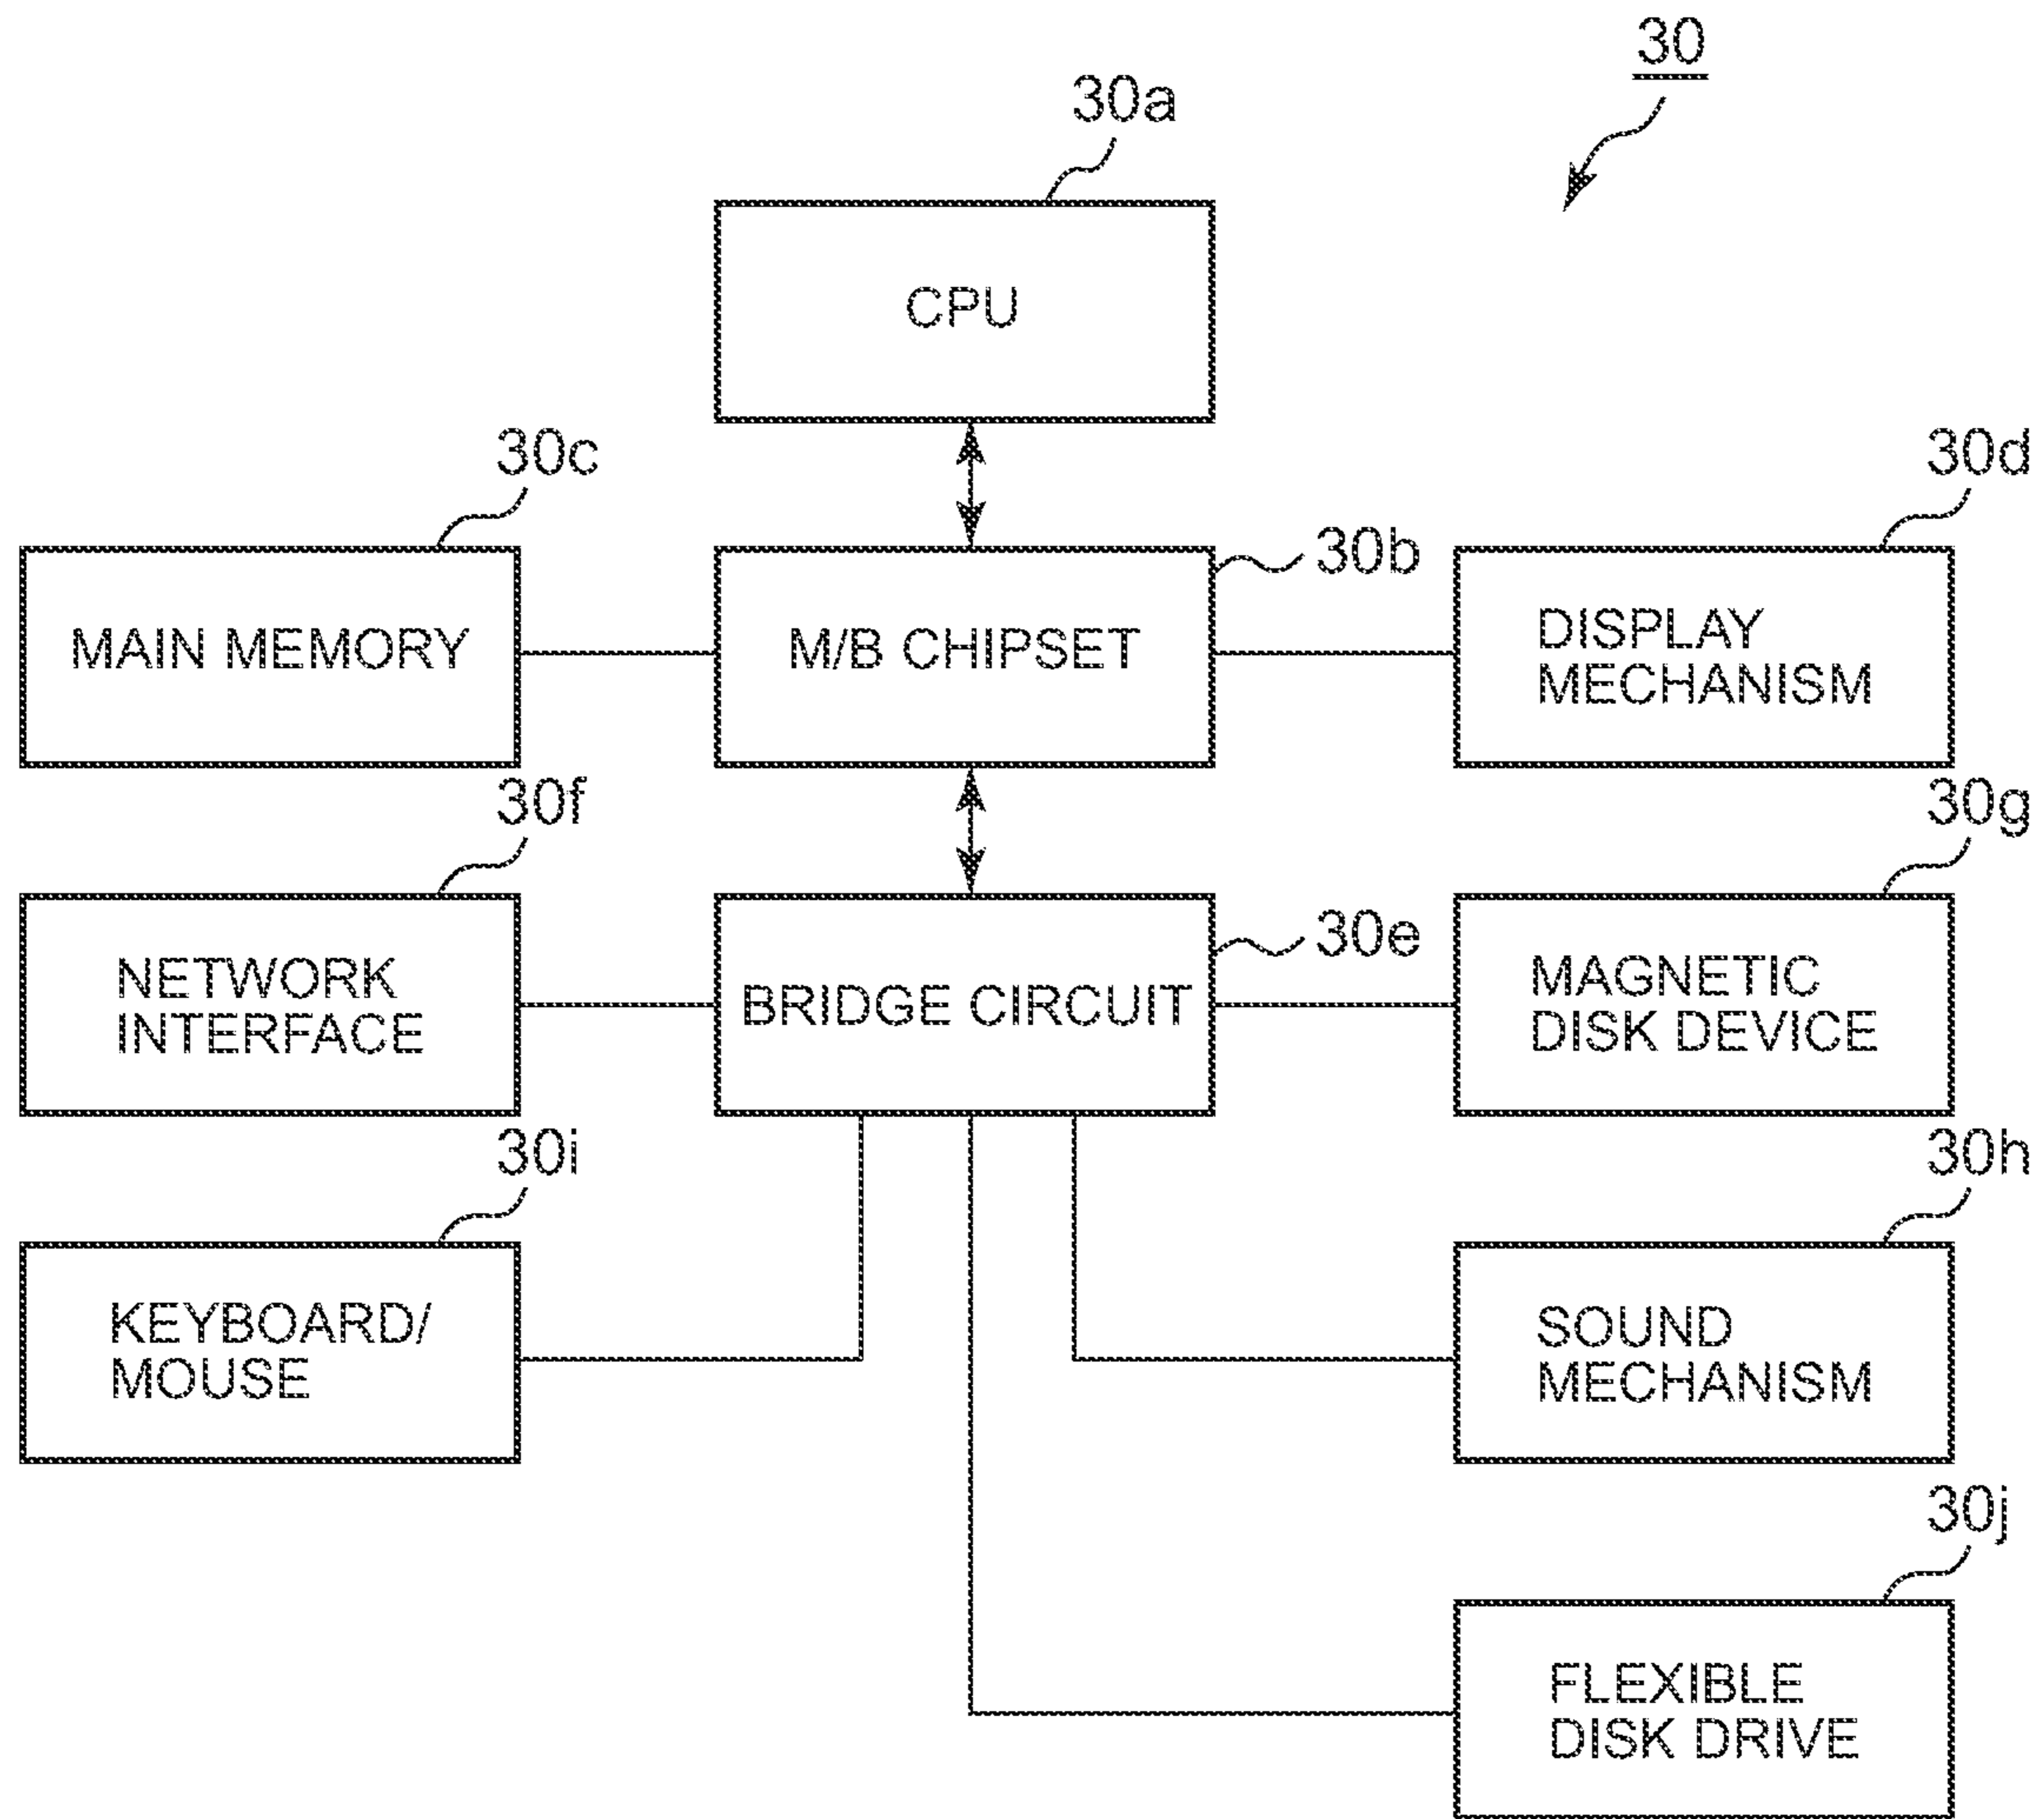 30
30a
CPU
30c
30b
30d
MAIN MEMORY
M/B CHIPSET
DISPLAY
MECHANISM
30f
30e
30g
NETWORK
INTERFACE
BRIDGE CIRCUIT
MAGNETIC
DISK DEVICE
30i
30h
KEYBOARD/
MOUSE
SOUND
MECHANISM
30j
FLEXIBLE
DISK DRIVE